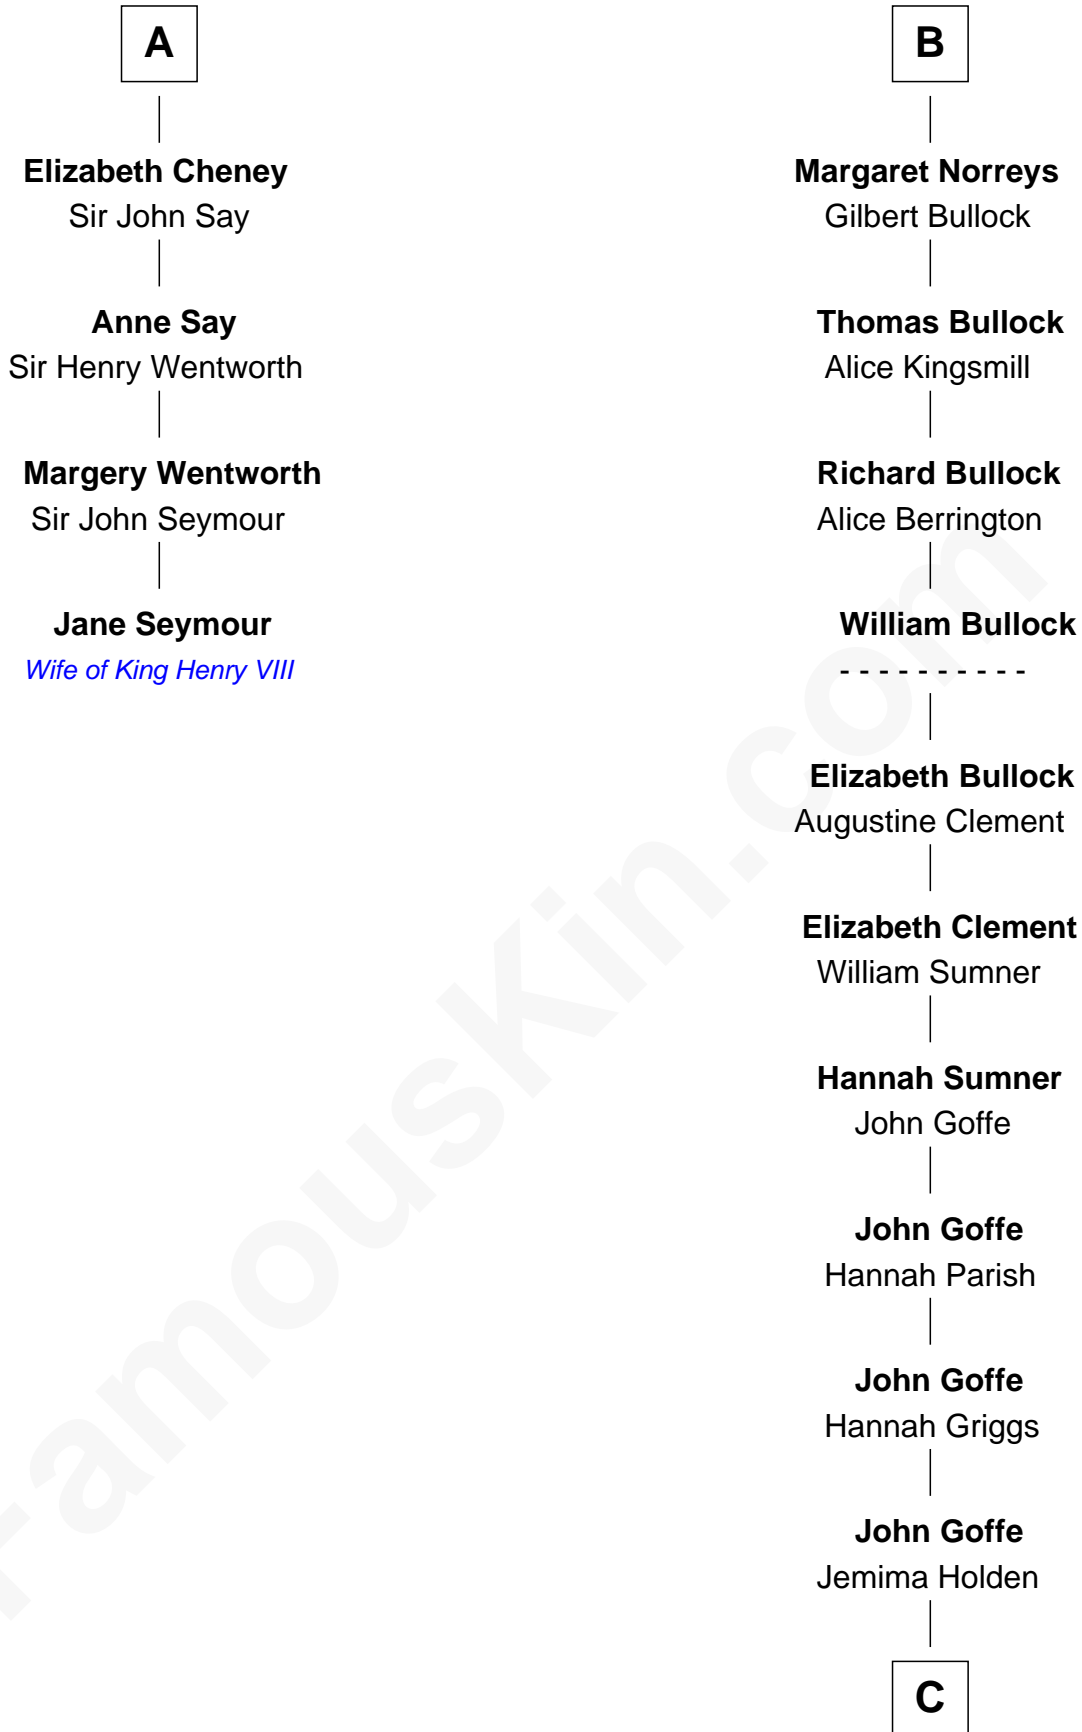 A
Elizabeth Cheney
Sir John Say
Anne Say
Sir Henry Wentworth
Margery Wentworth
Sir John Seymour
Jane Seymour
Wife of King Henry VIII
B
Margaret Norreys
Gilbert Bullock
Thomas Bullock
Alice Kingsmill
Richard Bullock
Alice Berrington
William Bullock
- - - - - - - - - -
Elizabeth Bullock
Augustine Clement
Elizabeth Clement
William Sumner
Hannah Sumner
John Goffe
John Goffe
Hannah Parish
John Goffe
Hannah Griggs
John Goffe
Jemima Holden
C
FamousKin.com